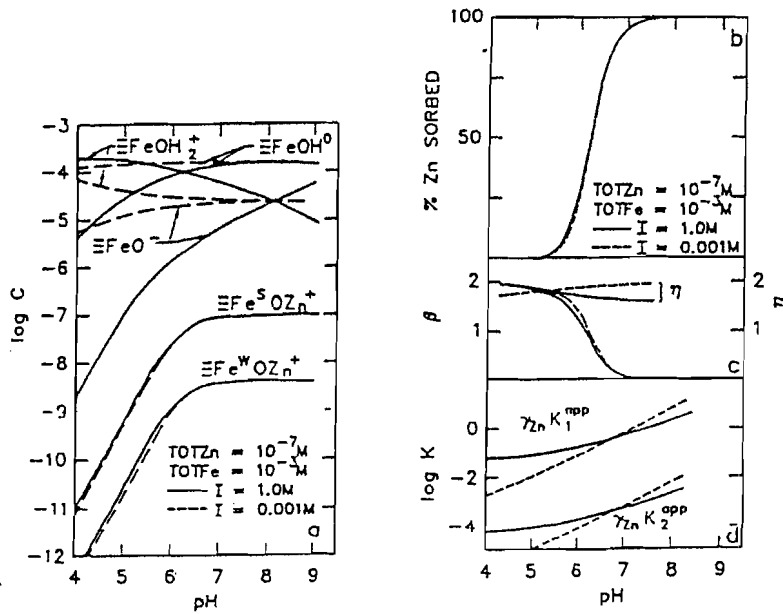 -3
-4
-5
-6
-7
-8
-9
-10
-11
-12
log C
≡FeOH₂⁺
≡FeOH⁰
≡FeO⁻
≡FeˢOZn⁺
≡FeʷOZn⁺
TOTZn = 10⁻⁷M
TOTFe = 10⁻³M
I = 1.0M
I = 0.001M
a
4 5 6 7 8 9
pH
100
50
% Zn SORBED
b
TOTZn = 10⁻⁷M
TOTFe = 10⁻³M
I = 1.0M
I = 0.001M
2
1
β
} η
2
1
η
c
0
-2
-4
log K
γZn K₁ᵃᵖᵖ
γZn K₂ᵃᵖᵖ
d
4 5 6 7 8 9
pH